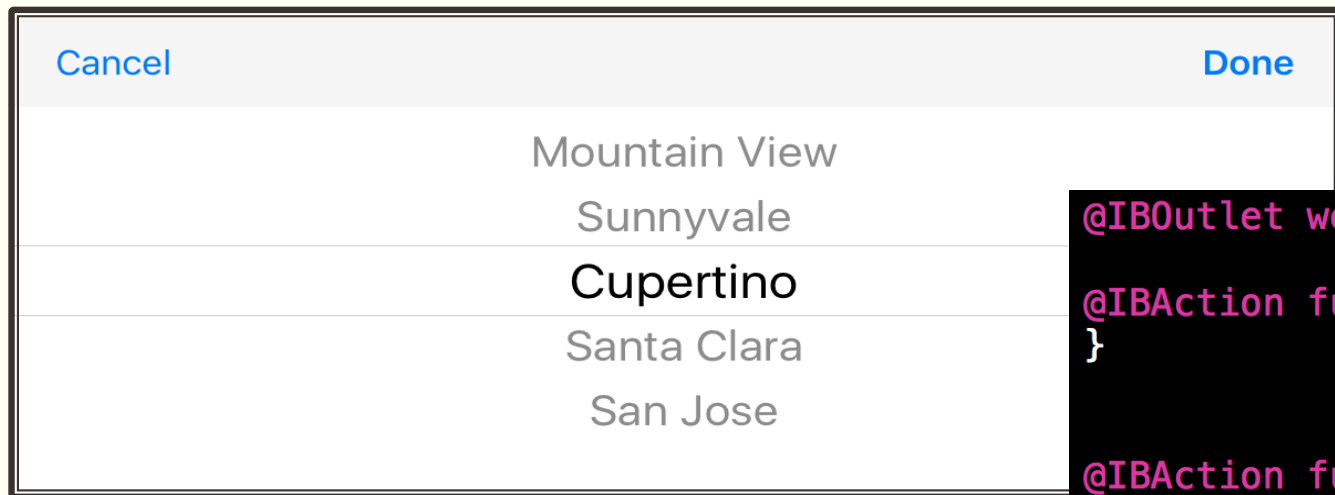 Cancel
Done
Mountain View
Sunnyvale
Cupertino
Santa Clara
San Jose
@IBOutlet
@IBAction
}
@IBAction